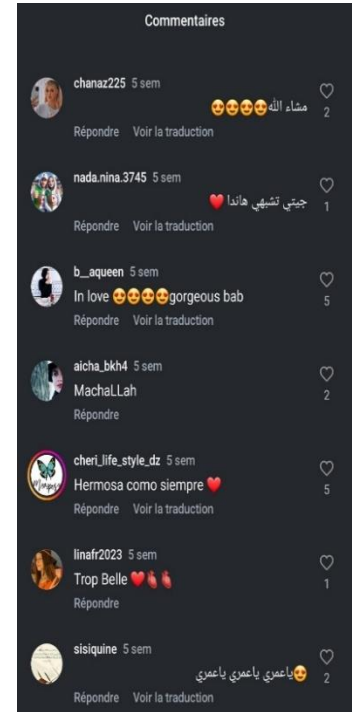 Commentaires
chanaz225 5 sem
مشاء الله😍😍😍😍
2
Répondre Voir la traduction
nada.nina.3745 5 sem
جيتي تشبهي هاندا ❤️
1
Répondre Voir la traduction
b__aqueen 5 sem
In love 😍😍😍😍gorgeous bab
5
Répondre Voir la traduction
aicha_bkh4 5 sem
MachaLLah
2
Répondre
cheri_life_style_dz 5 sem
Hermosa como siempre ❤️
5
Répondre Voir la traduction
linafr2023 5 sem
Trop Belle ❤️🫀🫀
1
Répondre
sisiquine 5 sem
😍ياعمري ياعمري ياعمري
2
Répondre Voir la traduction